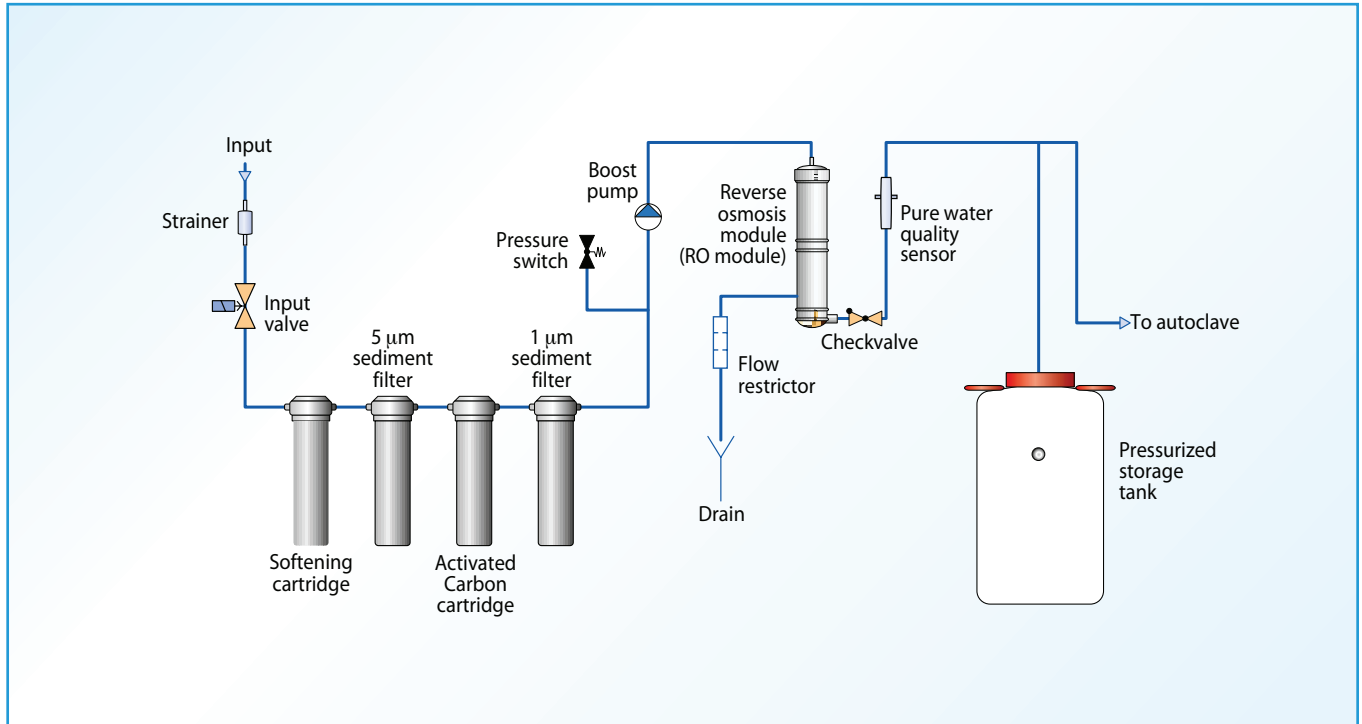 Input
Strainer
Input
valve
5 μm
sediment
filter
1 μm
sediment
filter
Softening
cartridge
Activated
Carbon
cartridge
Pressure
switch
Boost
pump
Reverse
osmosis
module
(RO module)
Flow
restrictor
Drain
Checkvalve
Pure water
quality
sensor
To autoclave
Pressurized
storage
tank